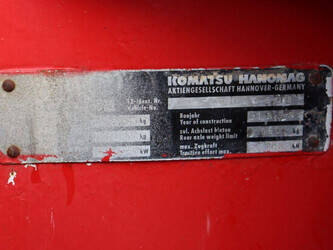 KOMATSU HANOMAG
AKTIENGESELLSCHAFT HANNOVER-GERMANY
Fz-Ident. Nr.
Vehicle-No.
kg
Baujahr
Year of construction
kg
zul. Achslast hinten
Rear axle weight limit
kg
kW
max. Zugkraft
Tractive effort max.
kN